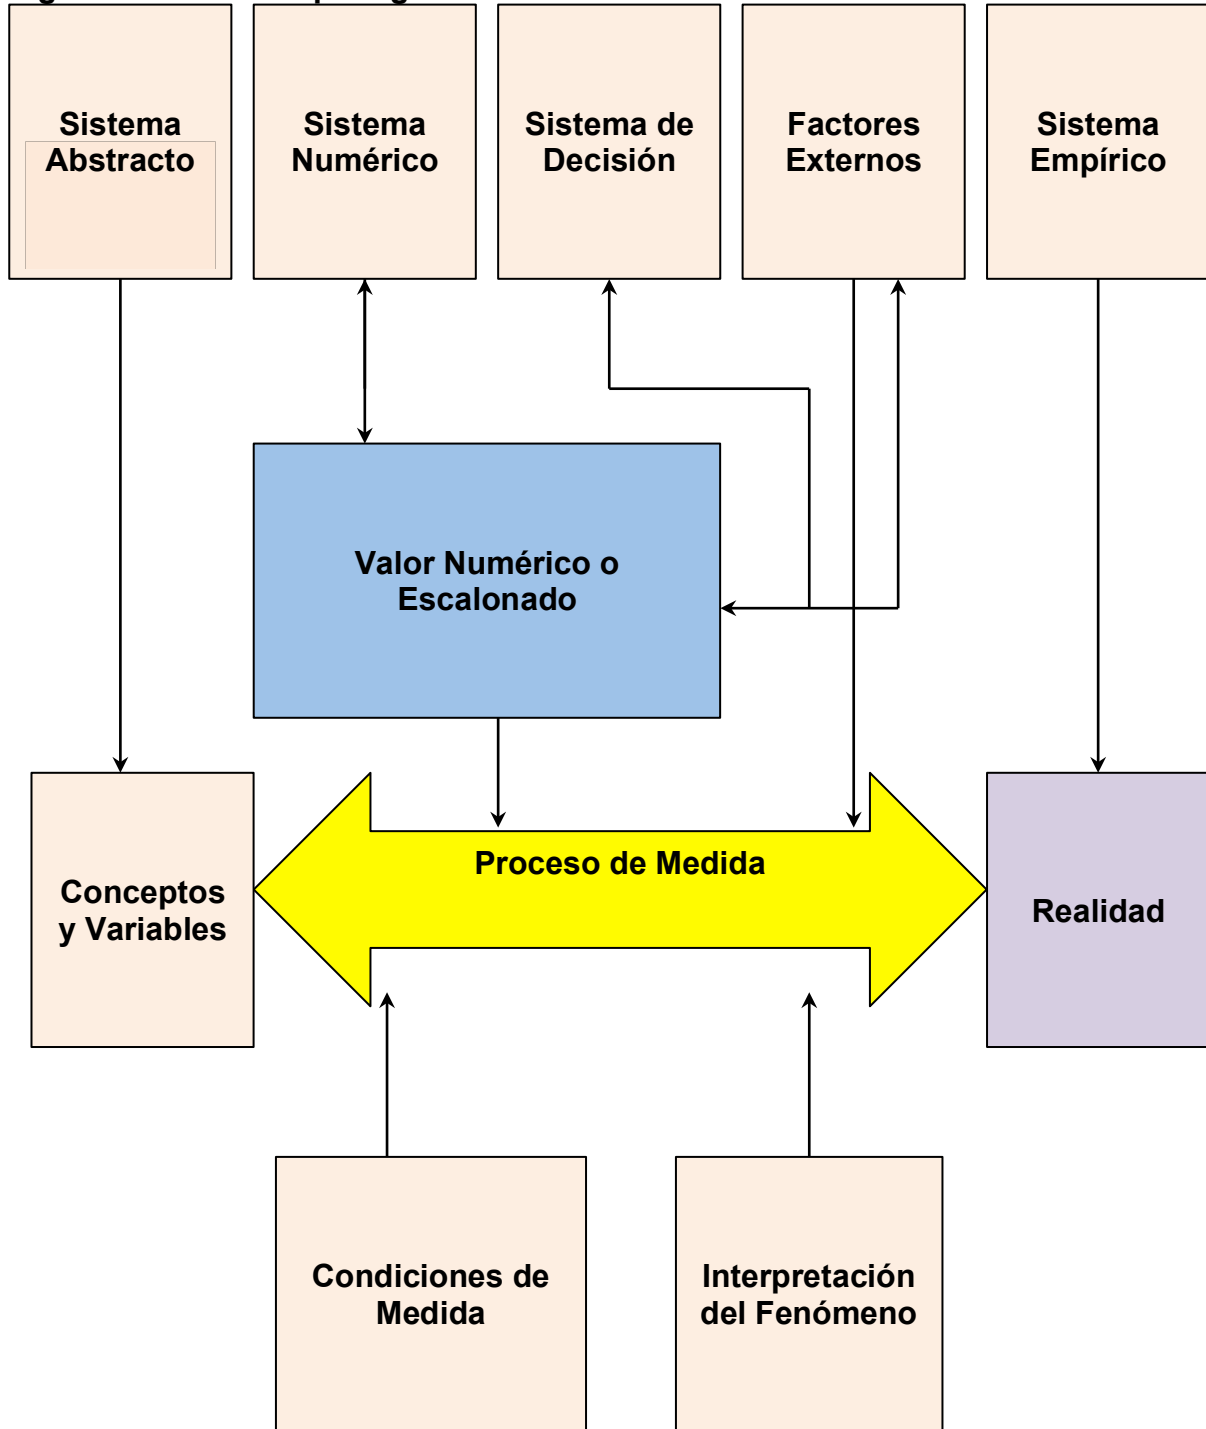 Sistema
Abstracto
Sistema
Numérico
Sistema de
Decisión
Factores
Externos
Sistema
Empírico
Valor Numérico o
Escalonado
Proceso de Medida
Conceptos
y Variables
Realidad
Condiciones de
Medida
Interpretación
del Fenómeno